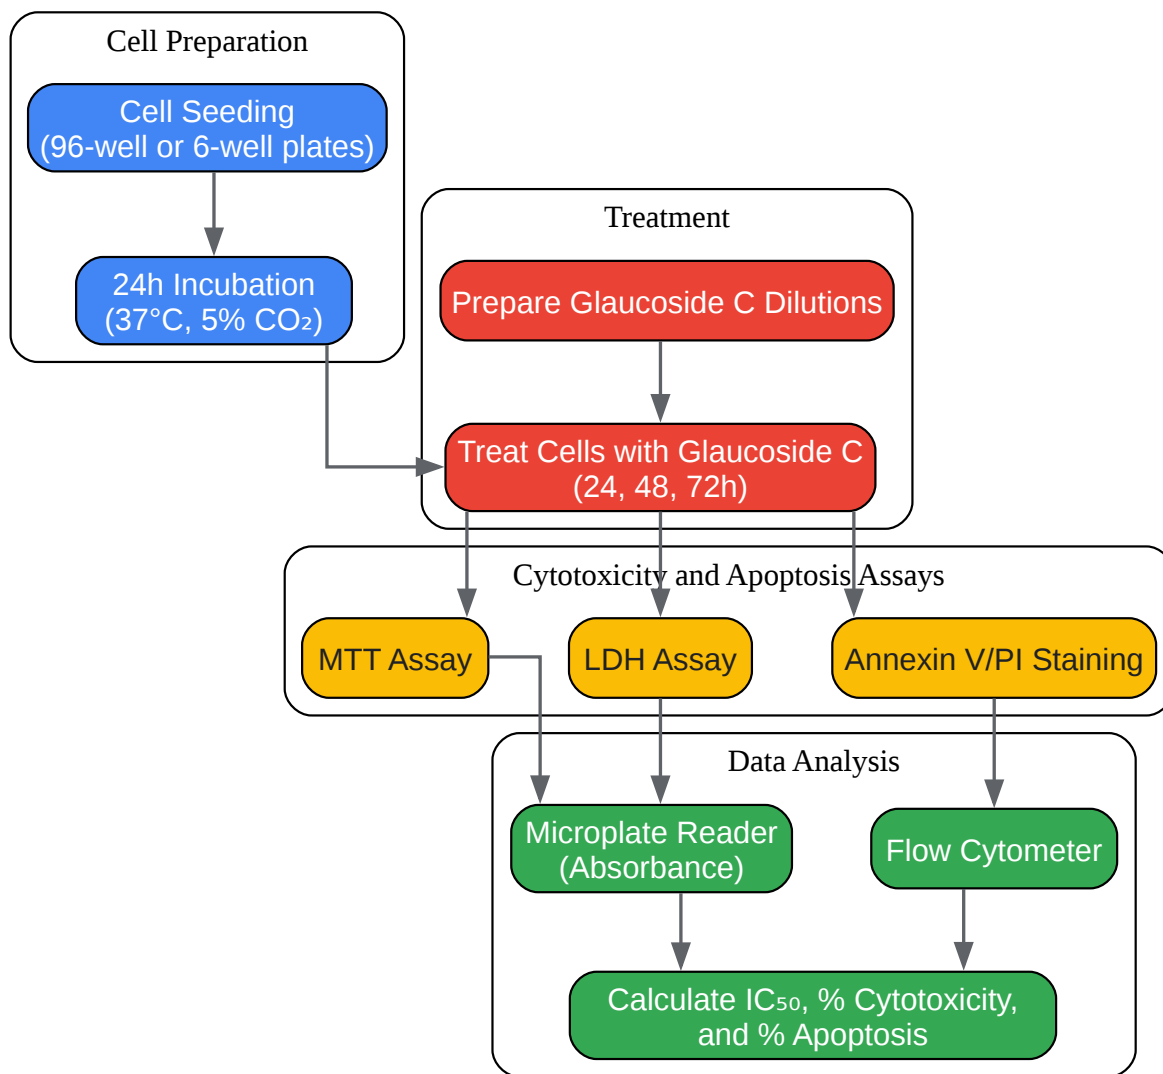 Cell Preparation
Cell Seeding
(96-well or 6-well plates)
24h Incubation
(37°C, 5% CO₂)
Treatment
Prepare Glaucoside C Dilutions
Treat Cells with Glaucoside C
(24, 48, 72h)
Cytotoxicity and Apoptosis Assays
MTT Assay
LDH Assay
Annexin V/PI Staining
Data Analysis
Microplate Reader
(Absorbance)
Flow Cytometer
Calculate IC₅₀, % Cytotoxicity,
and % Apoptosis